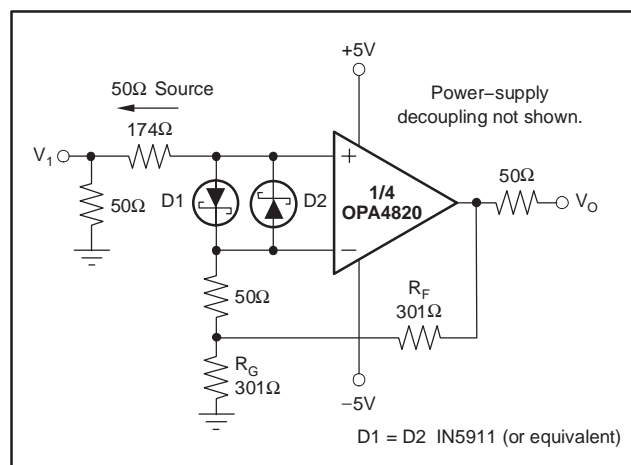 +5V
50Ω Source
Power–supply
decoupling not shown.
174Ω
V1
50Ω
D1
D2
+
−
1/4
OPA4820
50Ω
VO
50Ω
RF
301Ω
RG
301Ω
−5V
D1 = D2 IN5911 (or equivalent)